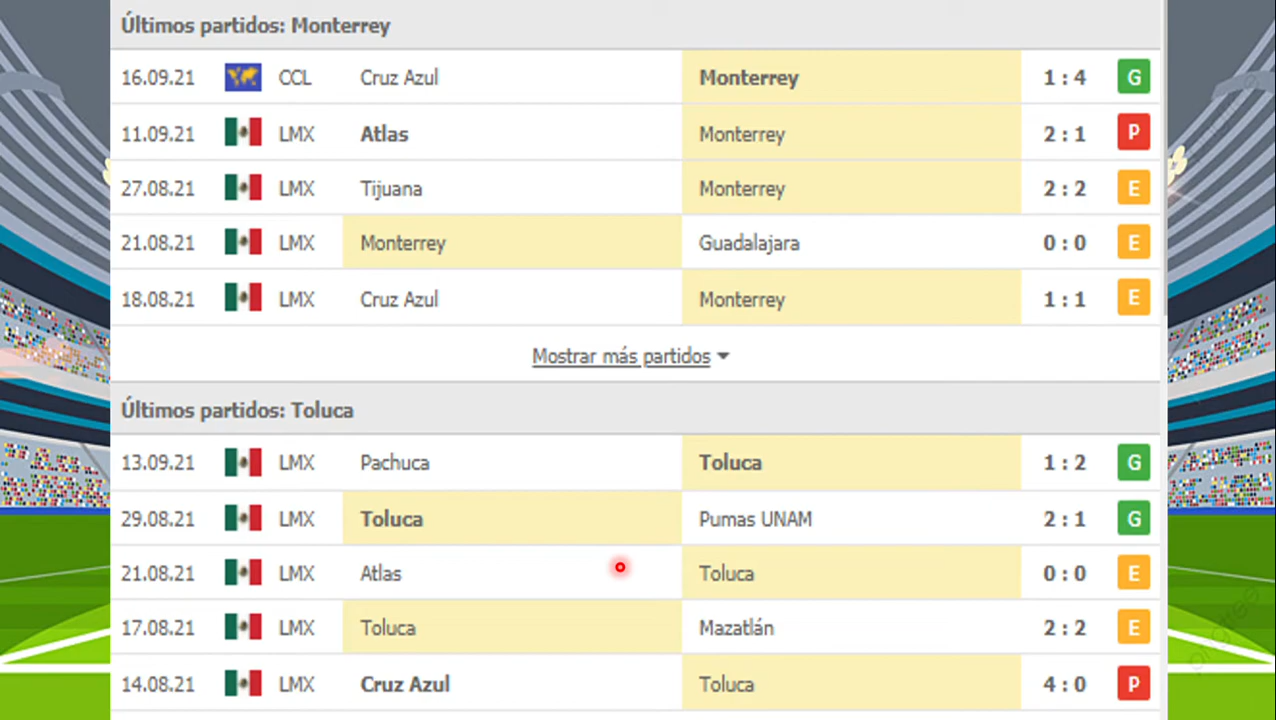 Últimos partidos: Monterrey
16.09.21 CCL Cruz Azul Monterrey 1 : 4 G
11.09.21 LMX Atlas Monterrey 2 : 1 P
27.08.21 LMX Tijuana Monterrey 2 : 2 E
21.08.21 LMX Monterrey Guadalajara 0 : 0 E
18.08.21 LMX Cruz Azul Monterrey 1 : 1 E
Mostrar más partidos
Últimos partidos: Toluca
13.09.21 LMX Pachuca Toluca 1 : 2 G
29.08.21 LMX Toluca Pumas UNAM 2 : 1 G
21.08.21 LMX Atlas Toluca 0 : 0 E
17.08.21 LMX Toluca Mazatlán 2 : 2 E
14.08.21 LMX Cruz Azul Toluca 4 : 0 P